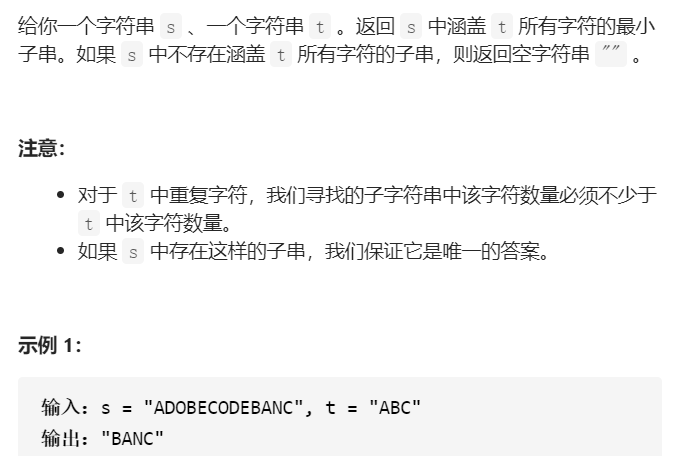 给你一个字符串 s 、一个字符串 t 。返回 s 中涵盖 t 所有字符的最小
子串。如果 s 中不存在涵盖 t 所有字符的子串，则返回空字符串 "" 。
注意：
• 对于 t 中重复字符，我们寻找的子字符串中该字符数量必须不少于
t 中该字符数量。
• 如果 s 中存在这样的子串，我们保证它是唯一的答案。
示例 1：
输入：s = "ADOBECODEBANC", t = "ABC"
输出："BANC"